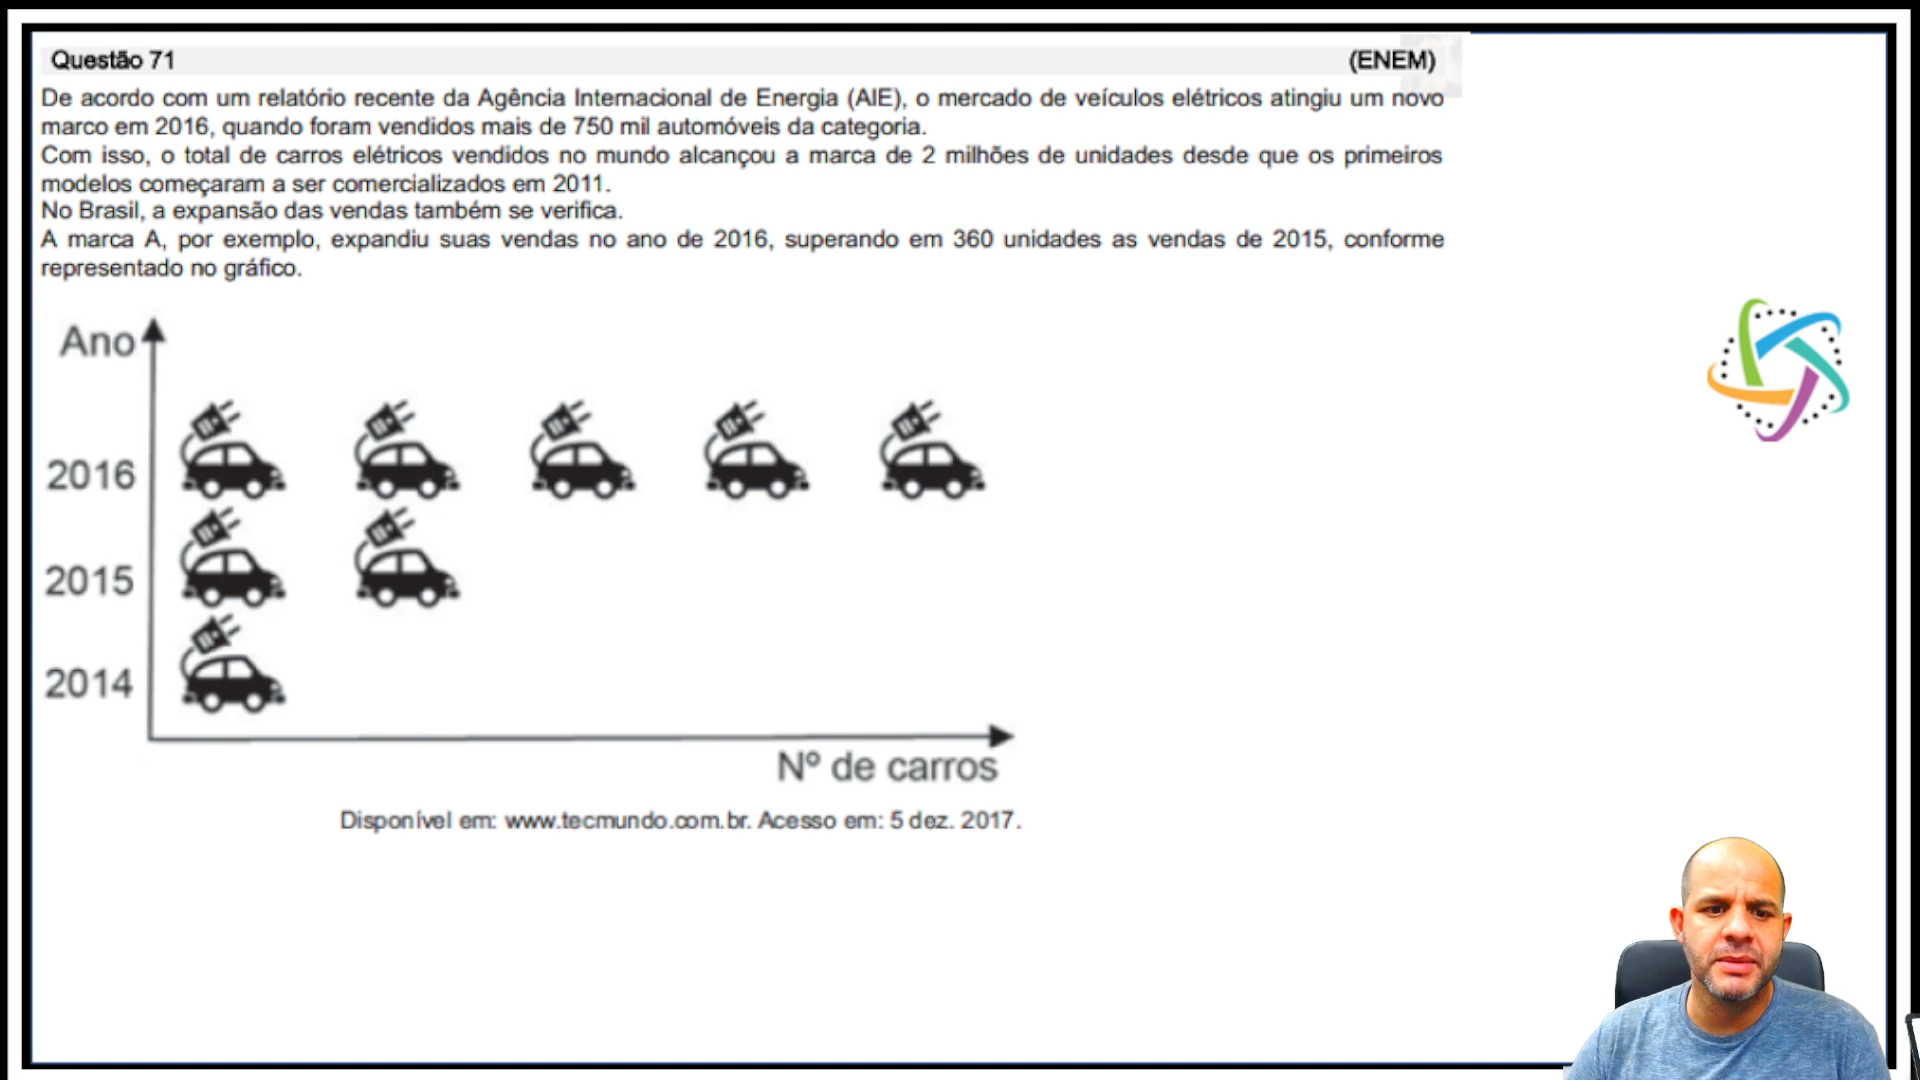 Questão 71 (ENEM)
De acordo com um relatório recente da Agência Internacional de Energia (AIE), o mercado de veículos elétricos atingiu um novo
marco em 2016, quando foram vendidos mais de 750 mil automóveis da categoria.
Com isso, o total de carros elétricos vendidos no mundo alcançou a marca de 2 milhões de unidades desde que os primeiros
modelos começaram a ser comercializados em 2011.
No Brasil, a expansão das vendas também se verifica.
A marca A, por exemplo, expandiu suas vendas no ano de 2016, superando em 360 unidades as vendas de 2015, conforme
representado no gráfico.
Ano
2016
2015
2014
Nº de carros
Disponível em: www.tecmundo.com.br. Acesso em: 5 dez. 2017.